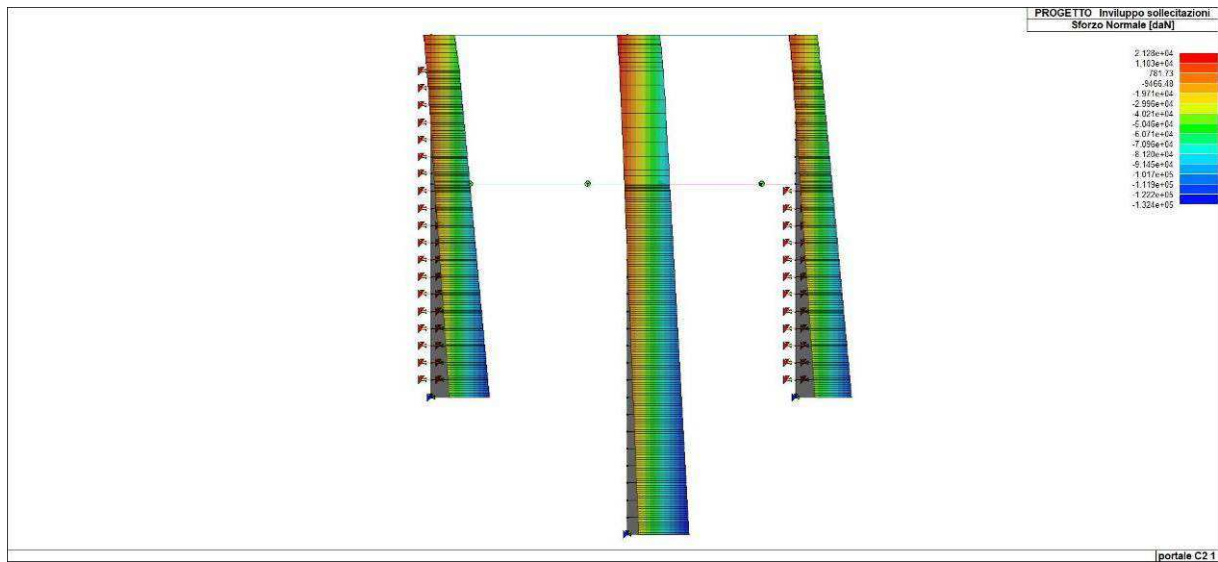 PROGETTO Inviluppo sollecitazioni
Sforzo Normale [daN]
2.128e+04
1.103e+04
781.73
-9466.48
-1.971e+04
-2.996e+04
-4.021e+04
-5.046e+04
-6.071e+04
-7.096e+04
-8.120e+04
-9.145e+04
-1.017e+05
-1.119e+05
-1.222e+05
-1.324e+05
portale C2 1